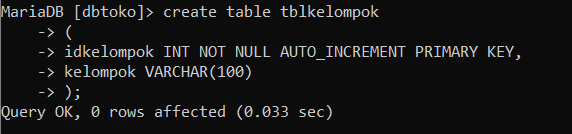 MariaDB [dbtoko]> create table tblkelompok
    -> (
    -> idkelompok INT NOT NULL AUTO_INCREMENT PRIMARY KEY,
    -> kelompok VARCHAR(100)
    -> );
Query OK, 0 rows affected (0.033 sec)